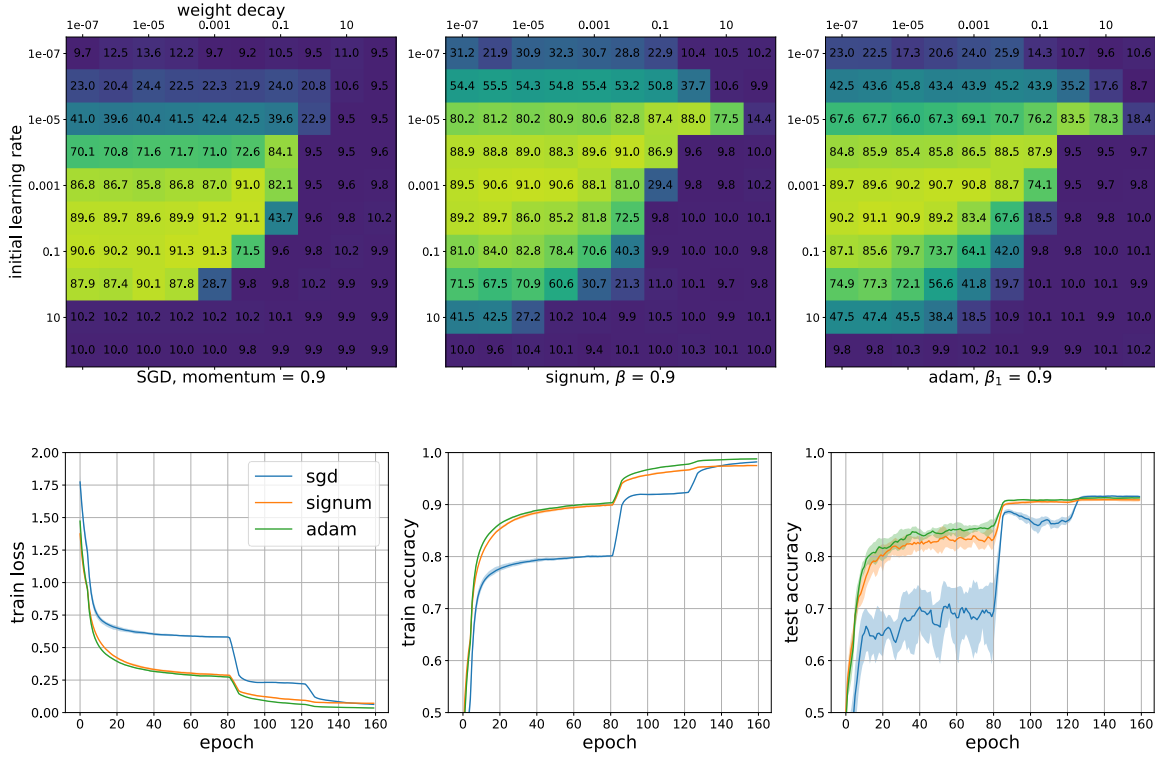 weight decay
1e-07 1e-05 0.001 0.1 10
1e-07 1e-05 0.001 0.1 10
1e-07 1e-05 0.001 0.1 10
initial learning rate
1e-07 9.7 12.5 13.6 12.2 9.7 9.2 10.5 9.5 11.0 9.5
23.0 20.4 24.4 22.4 22.3 21.9 24.0 20.8 10.6 9.5
1e-05 41.0 39.6 40.4 41.5 42.4 42.5 39.6 22.9 9.5 9.5
70.1 70.8 71.6 71.7 71.0 72.6 84.1 9.5 9.5 9.6
0.001 86.8 86.7 85.8 86.8 87.0 91.0 82.1 9.5 9.6 9.8
89.6 89.7 89.6 89.9 91.2 91.1 43.7 9.6 9.8 10.2
0.1 90.6 90.2 90.1 91.3 91.3 71.5 9.6 9.8 10.2 9.9
87.9 87.4 90.1 87.8 28.7 9.8 9.8 10.2 9.9 9.9
10 10.2 10.2 10.2 10.2 10.2 10.2 9.9 9.9 9.9 9.9
10.0 10.0 10.0 10.0 10.0 9.9 9.9 9.9 9.9 9.9
SGD, momentum = 0.9
31.2 21.9 30.9 32.3 30.7 28.8 22.9 10.4 10.5 10.2
54.4 55.5 54.3 54.8 55.4 53.2 50.8 37.7 10.6 9.9
80.2 81.2 80.2 80.9 80.6 82.8 87.4 88.0 77.5 14.4
88.9 88.8 89.0 88.3 89.6 91.0 86.9 9.6 9.8 10.0
89.5 90.6 91.0 90.6 88.1 81.0 29.4 9.8 9.8 10.2
89.2 89.7 86.0 85.2 81.8 72.5 9.8 10.0 10.0 10.1
81.0 84.0 82.8 78.4 70.6 40.3 9.9 10.0 10.0 9.8
71.5 67.5 70.9 60.6 30.7 21.3 11.0 10.1 9.7 9.8
41.5 42.5 27.2 10.2 10.4 9.9 10.5 10.0 9.9 10.1
10.0 9.6 10.4 10.1 9.4 10.1 10.0 9.9 10.0 10.3
signum, β = 0.9
23.0 22.5 17.3 20.6 24.0 25.9 14.3 10.7 9.6 10.6
42.5 43.6 45.8 43.4 43.9 45.2 43.9 35.2 17.6 8.7
67.6 67.7 66.0 67.3 69.1 70.7 76.2 83.5 78.3 18.4
84.8 85.9 85.4 85.8 86.5 88.5 87.9 9.5 9.5 9.7
89.7 89.6 90.2 90.7 90.8 88.7 74.1 9.5 9.7 9.8
90.2 91.1 90.9 89.2 83.4 67.6 18.5 9.8 9.8 10.0
87.1 85.6 79.7 73.7 64.1 42.0 9.8 9.8 10.0 10.1
74.9 77.3 72.1 56.6 41.8 19.7 10.1 10.0 10.1 9.9
47.5 47.4 45.5 38.4 18.5 10.9 10.1 10.1 9.9 10.1
9.8 9.8 10.3 9.9 10.2 10.0 9.9 10.1 10.1 10.2
adam, β₁ = 0.9
train loss
2.00
1.75
1.50
1.25
1.00
0.75
0.50
0.25
0.00
sgd
signum
adam
0 20 40 60 80 100 120 140 160
epoch
train accuracy
1.0
0.9
0.8
0.7
0.6
0.5
0 20 40 60 80 100 120 140 160
epoch
test accuracy
1.0
0.9
0.8
0.7
0.6
0.5
0 20 40 60 80 100 120 140 160
epoch